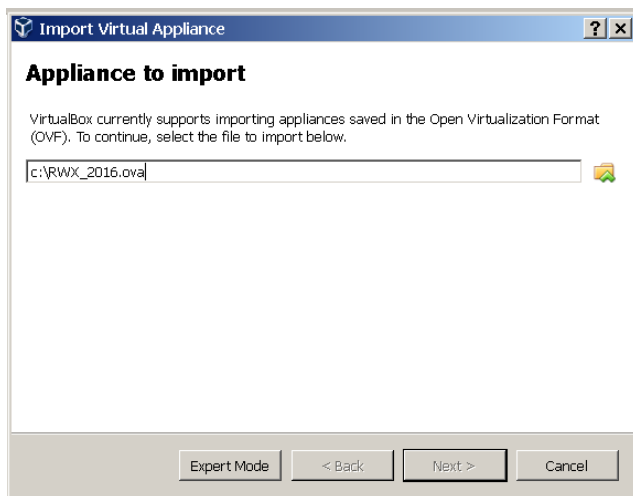 Import Virtual Appliance
Appliance to import
VirtualBox currently supports importing appliances saved in the Open Virtualization Format
(OVF). To continue, select the file to import below.
c:\RWX_2016.ova
Expert Mode
< Back
Next >
Cancel